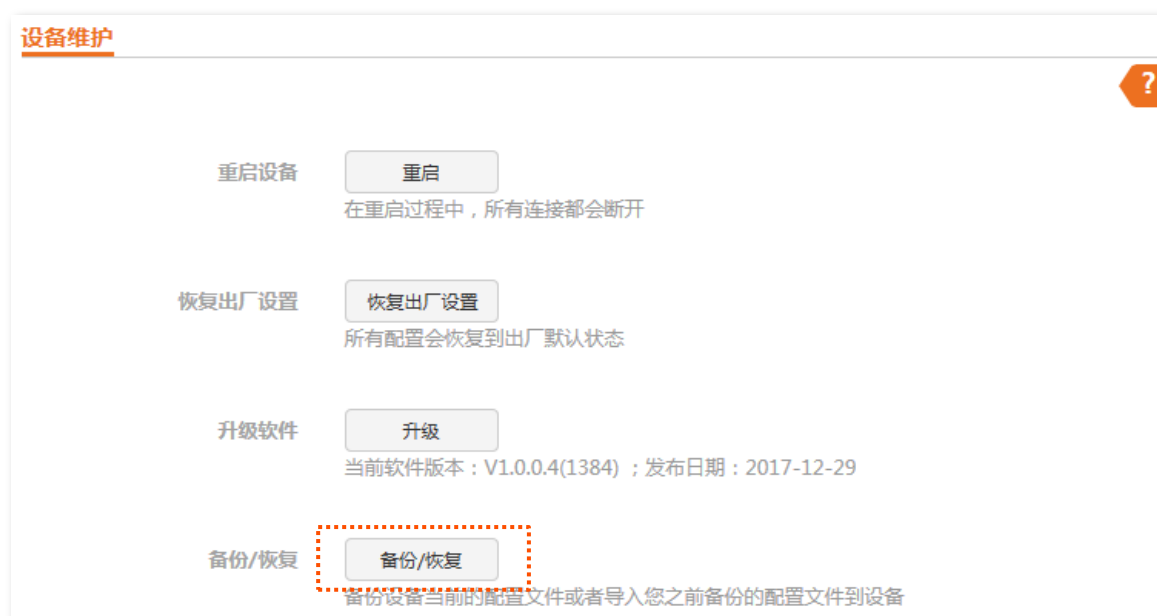 设备维护
?
重启设备 重启
在重启过程中，所有连接都会断开
恢复出厂设置 恢复出厂设置
所有配置会恢复到出厂默认状态
升级软件 升级
当前软件版本：V1.0.0.4(1384) ；发布日期：2017-12-29
备份/恢复 备份/恢复
备份设备当前的配置文件或者导入您之前备份的配置文件到设备